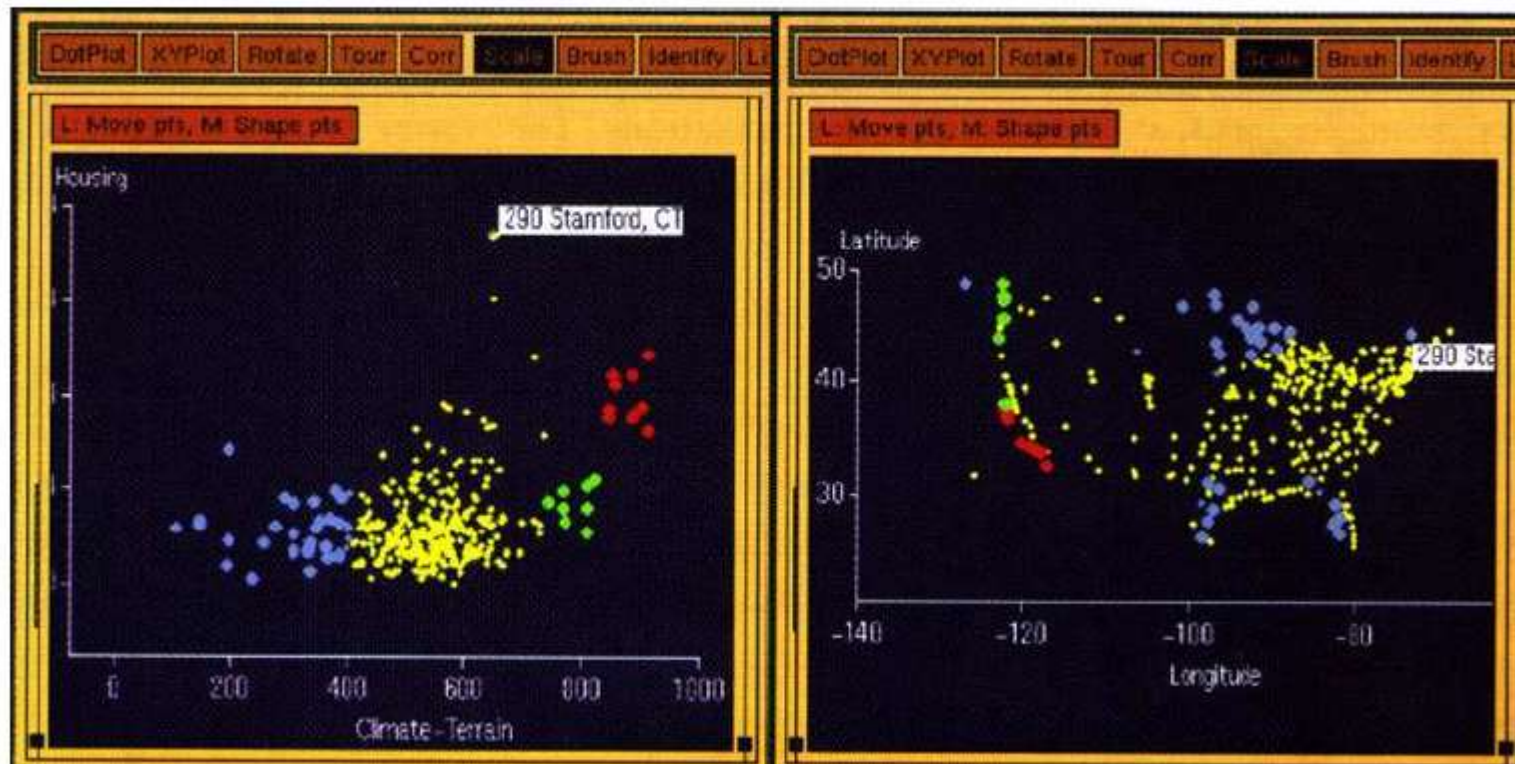 DotPlot XYPlot Rotate Tour Corr Scale Brush Identify
L: Move pts, M: Shape pts
Housing
290 Stamford, CT
0 200 400 600 800 1000
Climate-Terrain
DotPlot XYPlot Rotate Tour Corr Scale Brush Identify
L: Move pts, M: Shape pts
Latitude
50
40
30
290 Sta
-140 -120 -100 -80
Longitude